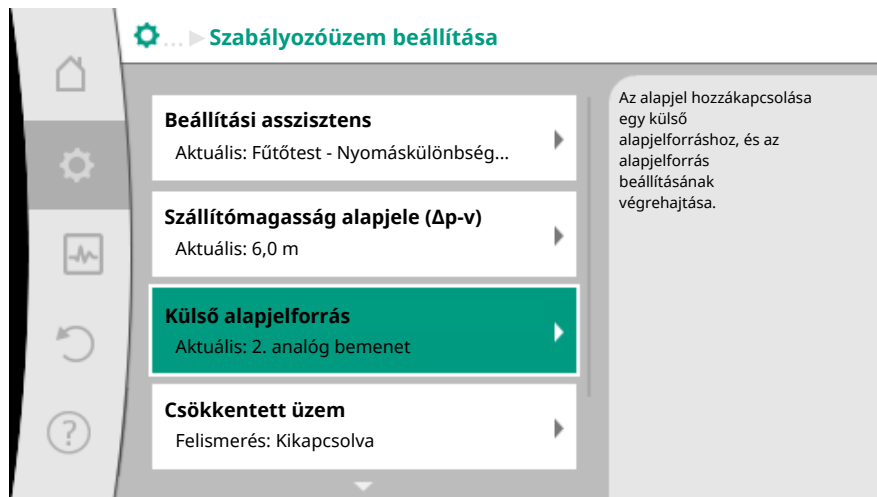 ... ▶ Szabályozóüzem beállítása
Beállítási asszisztens
Aktuális: Fűtőtest - Nyomáskülönbség...
Szállítómagasság alapjele (Δp-v)
Aktuális: 6,0 m
Külső alapjelforrás
Aktuális: 2. analóg bemenet
Csökkentett üzem
Felismerés: Kikapcsolva
Az alapjel hozzákapcsolása
egy külső
alapjelforráshoz, és az
alapjelforrás
beállításának
végrehajtása.
?